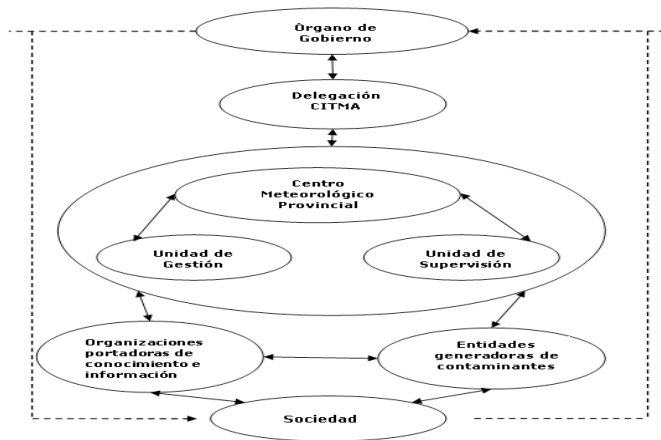 Órgano de
Gobierno
Delegación
CITMA
Centro
Meteorológico
Provincial
Unidad de
Gestión
Unidad de
Supervisión
Organizaciones
portadoras de
conocimiento e
información
Entidades
generadoras de
contaminantes
Sociedad